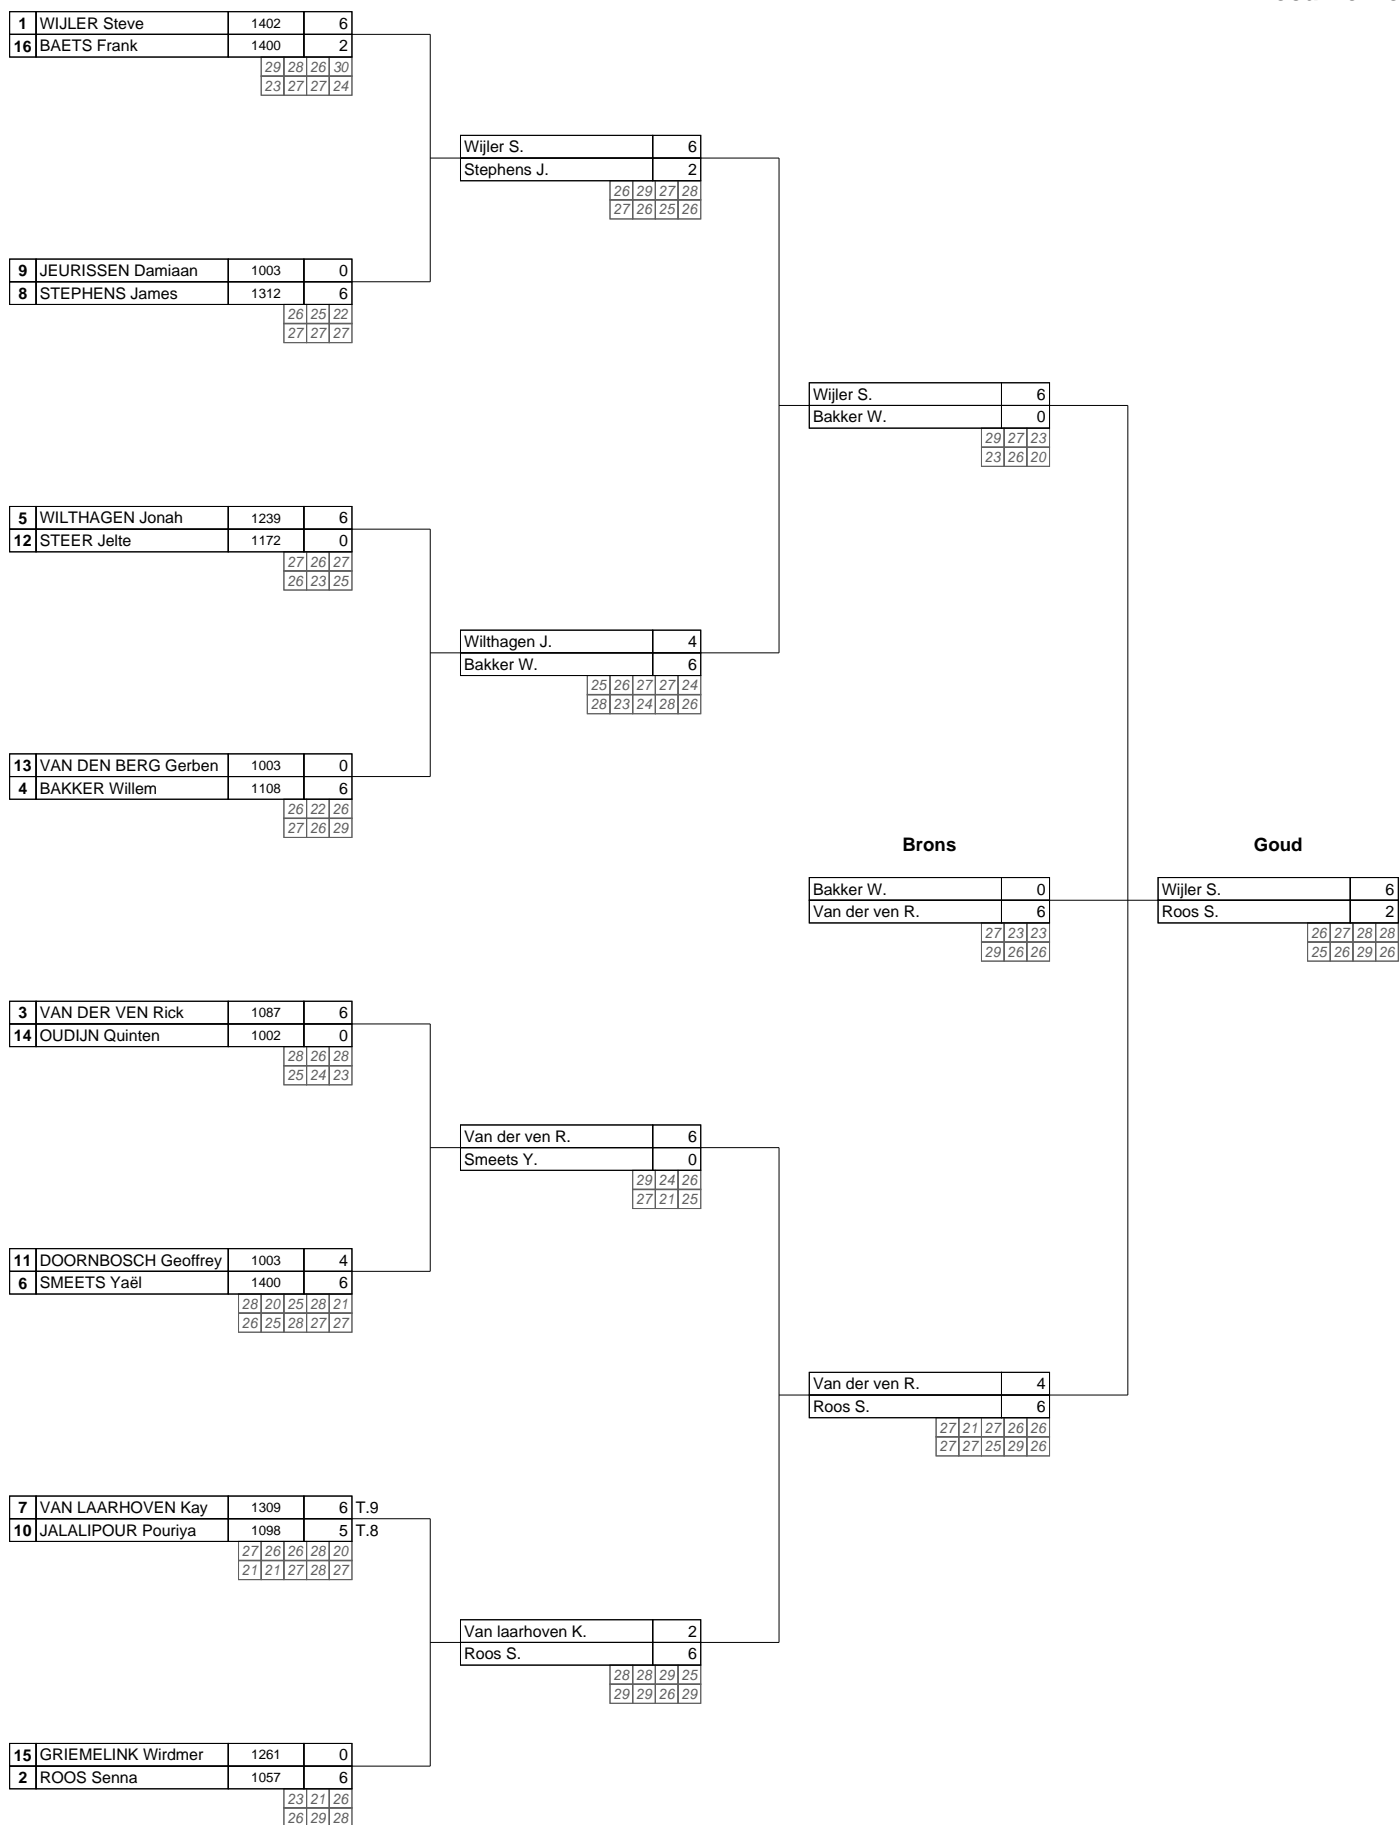 1 WIJLER Steve 1402 6
16 BAETS Frank 1400 2
29 28 26 30
23 27 27 24
Wijler S. 6
Stephens J. 2
26 29 27 28
27 26 25 26
9 JEURISSEN Damiaan 1003 0
8 STEPHENS James 1312 6
26 25 22
27 27 27
Wijler S. 6
Bakker W. 0
29 27 23
23 26 20
5 WILTHAGEN Jonah 1239 6
12 STEER Jelte 1172 0
27 26 27
26 23 25
Wilthagen J. 4
Bakker W. 6
25 26 27 27 24
28 23 24 28 26
13 VAN DEN BERG Gerben 1003 0
4 BAKKER Willem 1108 6
26 22 26
27 26 29
Brons
Goud
Bakker W. 0
Van der ven R. 6
27 23 23
29 26 26
Wijler S. 6
Roos S. 2
26 27 28 28
25 26 29 26
3 VAN DER VEN Rick 1087 6
14 OUDIJN Quinten 1002 0
28 26 28
25 24 23
Van der ven R. 6
Smeets Y. 0
29 24 26
27 21 25
11 DOORNBOSCH Geoffrey 1003 4
6 SMEETS Yaël 1400 6
28 20 25 28 21
26 25 28 27 27
Van der ven R. 4
Roos S. 6
27 21 27 26 26
27 27 25 29 26
7 VAN LAARHOVEN Kay 1309 6 T.9
10 JALALIPOUR Pouriya 1098 5 T.8
27 26 26 28 20
21 21 27 28 27
Van laarhoven K. 2
Roos S. 6
28 28 29 25
29 29 26 29
15 GRIEMELINK Wirdmer 1261 0
2 ROOS Senna 1057 6
23 21 26
26 29 28